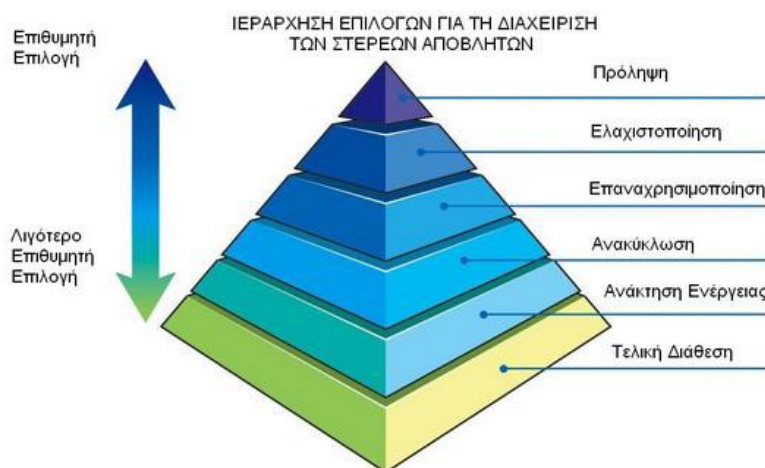 ΙΕΡΑΡΧΗΣΗ ΕΠΙΛΟΓΩΝ ΓΙΑ ΤΗ ΔΙΑΧΕΙΡΙΣΗ
ΤΩΝ ΣΤΕΡΕΩΝ ΑΠΟΒΛΗΤΩΝ
Επιθυμητή
Επιλογή
Πρόληψη
Ελαχιστοποίηση
Επαναχρησιμοποίηση
Λιγότερο
Επιθυμητή
Επιλογή
Ανακύκλωση
Ανάκτηση Ενέργειας
Τελική Διάθεση